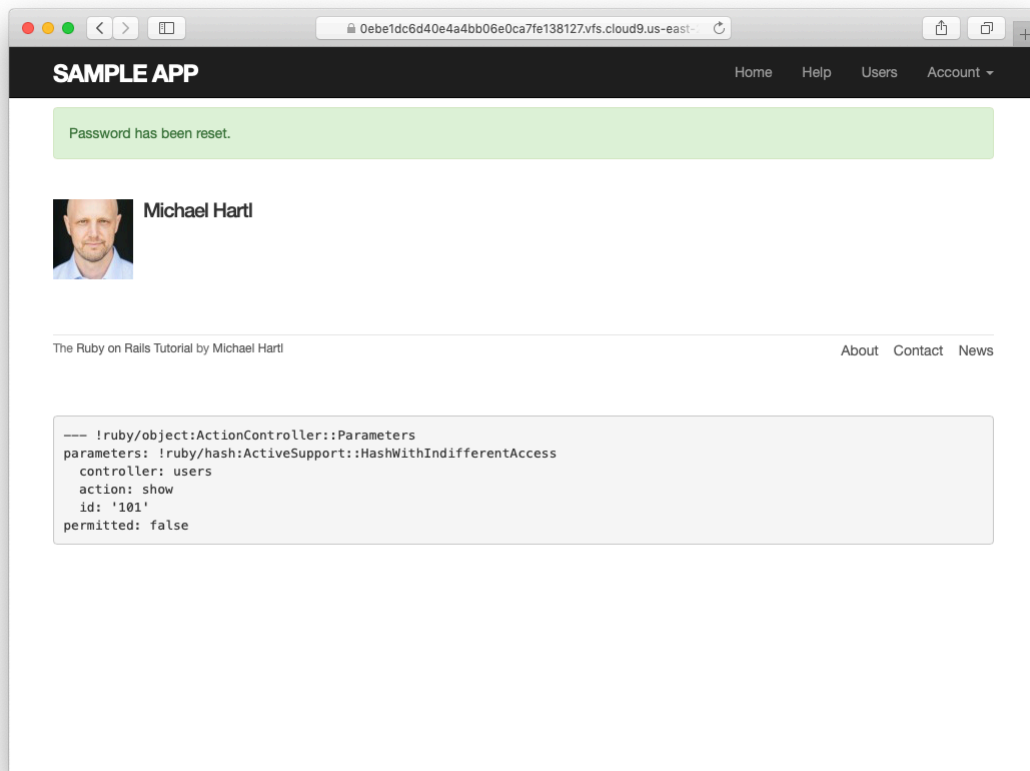 0ebe1dc6d40e4a4bb06e0ca7fe138127.vfs.cloud9.us-east-
SAMPLE APP Home Help Users Account
Password has been reset.
Michael Hartl
The Ruby on Rails Tutorial by Michael Hartl About Contact News
--- !ruby/object:ActionController::Parameters
parameters: !ruby/hash:ActiveSupport::HashWithIndifferentAccess
  controller: users
  action: show
  id: '101'
permitted: false